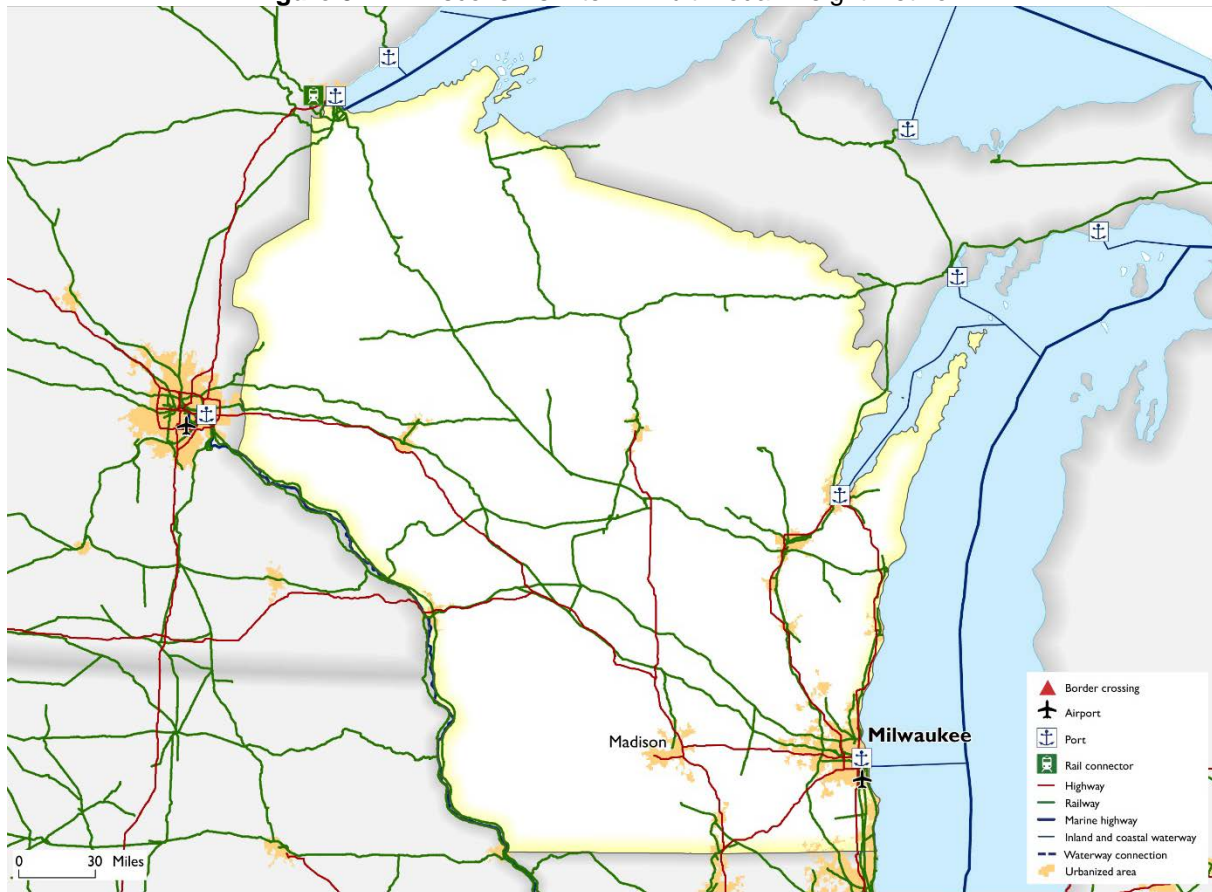 Madison
Milwaukee
Border crossing
Airport
Port
Rail connector
Highway
Railway
Marine highway
Inland and coastal waterway
Waterway connection
Urbanized area
0 30 Miles